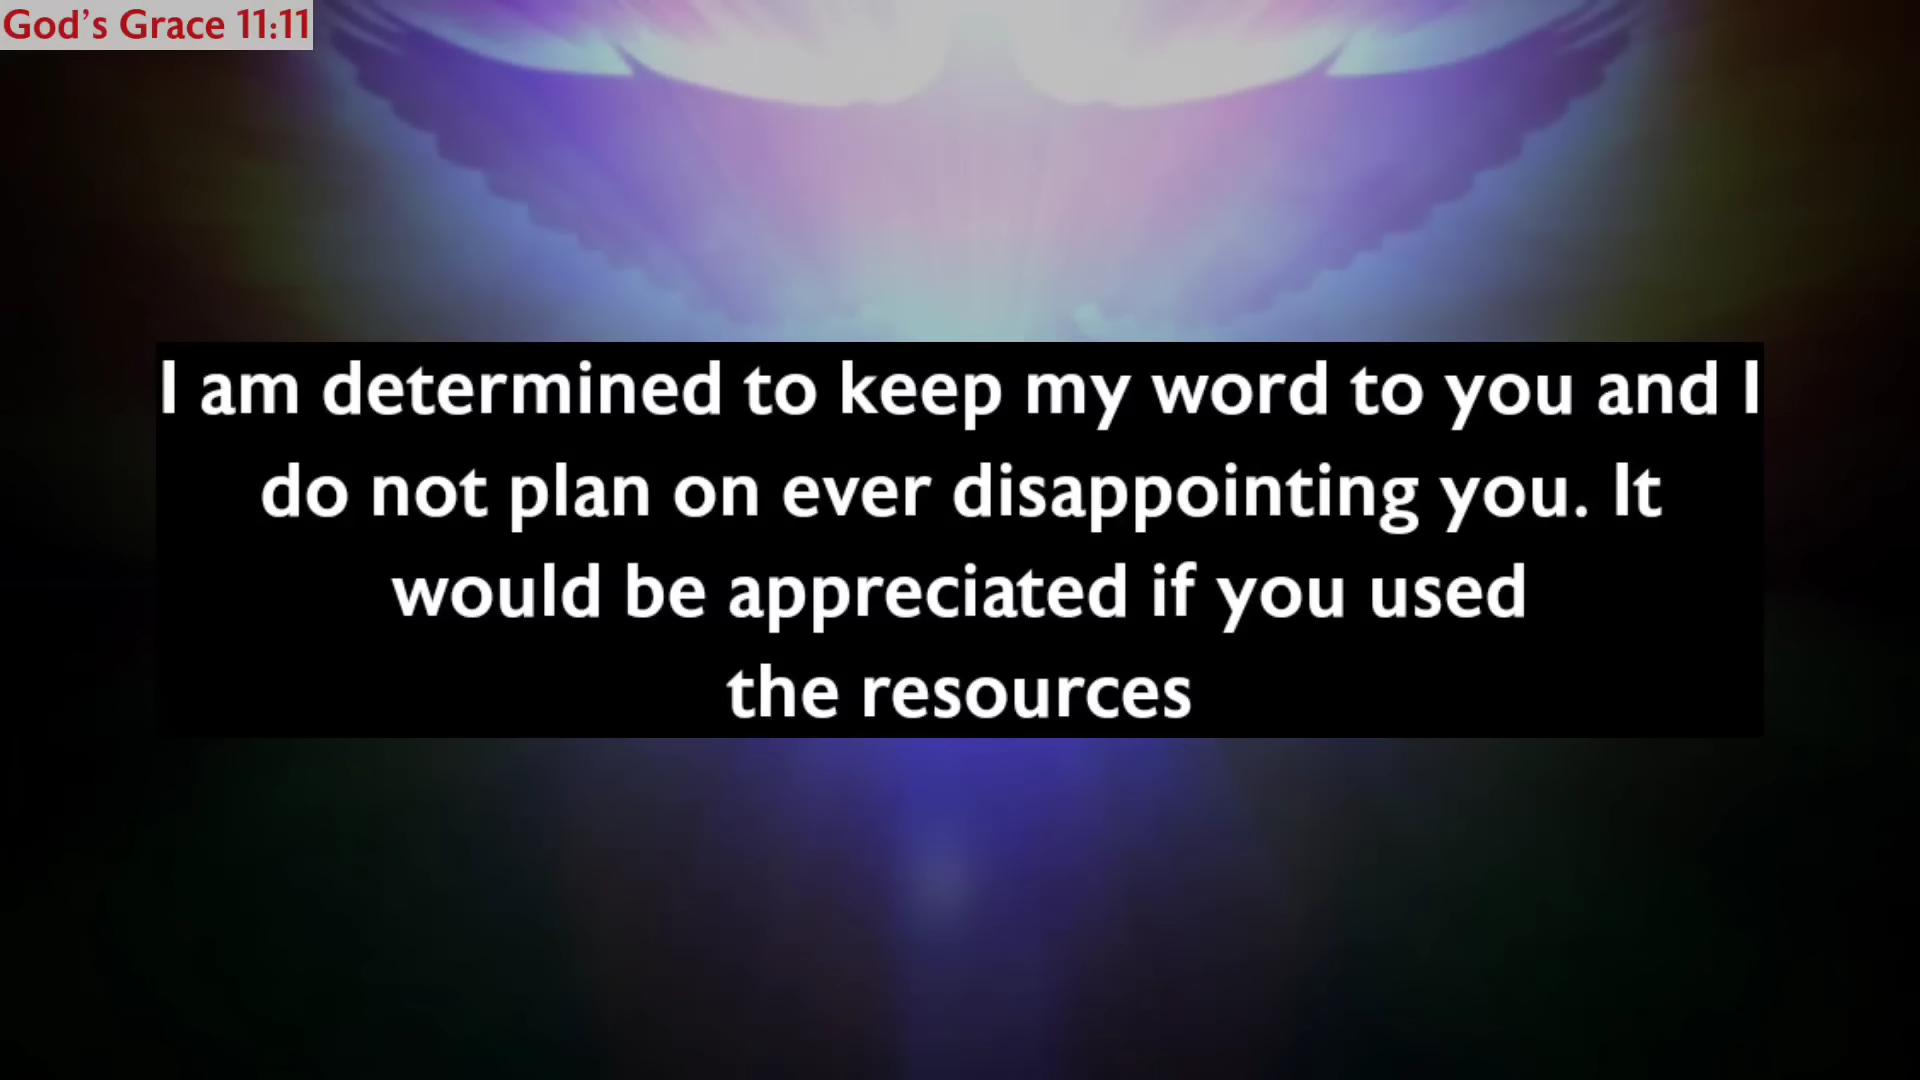 God's Grace 11:11
I am determined to keep my word to you and I
do not plan on ever disappointing you. It
would be appreciated if you used
the resources